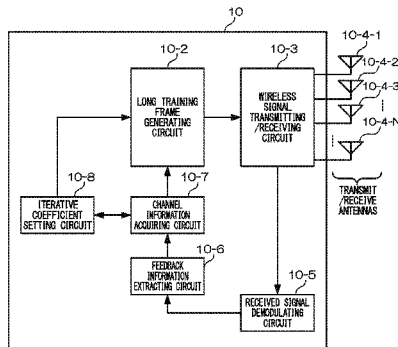 10
10-2
LONG TRAINING
FRAME
GENERATING
CIRCUIT
10-3
WIRELESS
SIGNAL
TRANSMITTING
/RECEIVING
CIRCUIT
10-4-1
10-4-2
10-4-3
10-4-N
TRANSMIT
/RECEIVE
ANTENNAS
10-8
ITERATIVE
COEFFICIENT
SETTING CIRCUIT
10-7
CHANNEL
INFORMATION
ACQUIRING CIRCUIT
10-6
FEEDBACK
INFORMATION
EXTRACTING CIRCUIT
10-5
RECEIVED SIGNAL
DEMODULATING
CIRCUIT